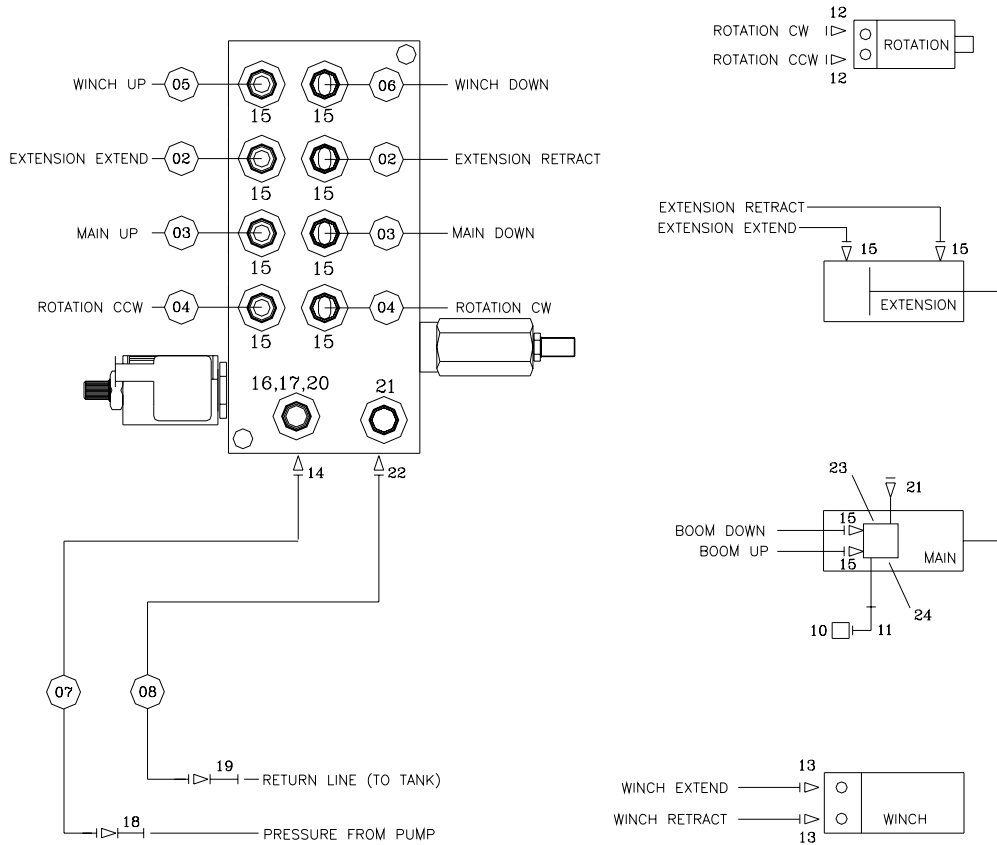 WINCH UP 05 06 WINCH DOWN
15 15
EXTENSION EXTEND 02 02 EXTENSION RETRACT
15 15
MAIN UP 03 03 MAIN DOWN
15 15
ROTATION CCW 04 04 ROTATION CW
15 15
16,17,20 21
14 22
07 08
19
RETURN LINE (TO TANK)
18
PRESSURE FROM PUMP
12
ROTATION CW
ROTATION
ROTATION CCW
12
EXTENSION RETRACT
EXTENSION EXTEND
15 15
EXTENSION
23
21
15
BOOM DOWN
BOOM UP
15
MAIN
24
10 11
13
WINCH EXTEND
WINCH RETRACT
WINCH
13